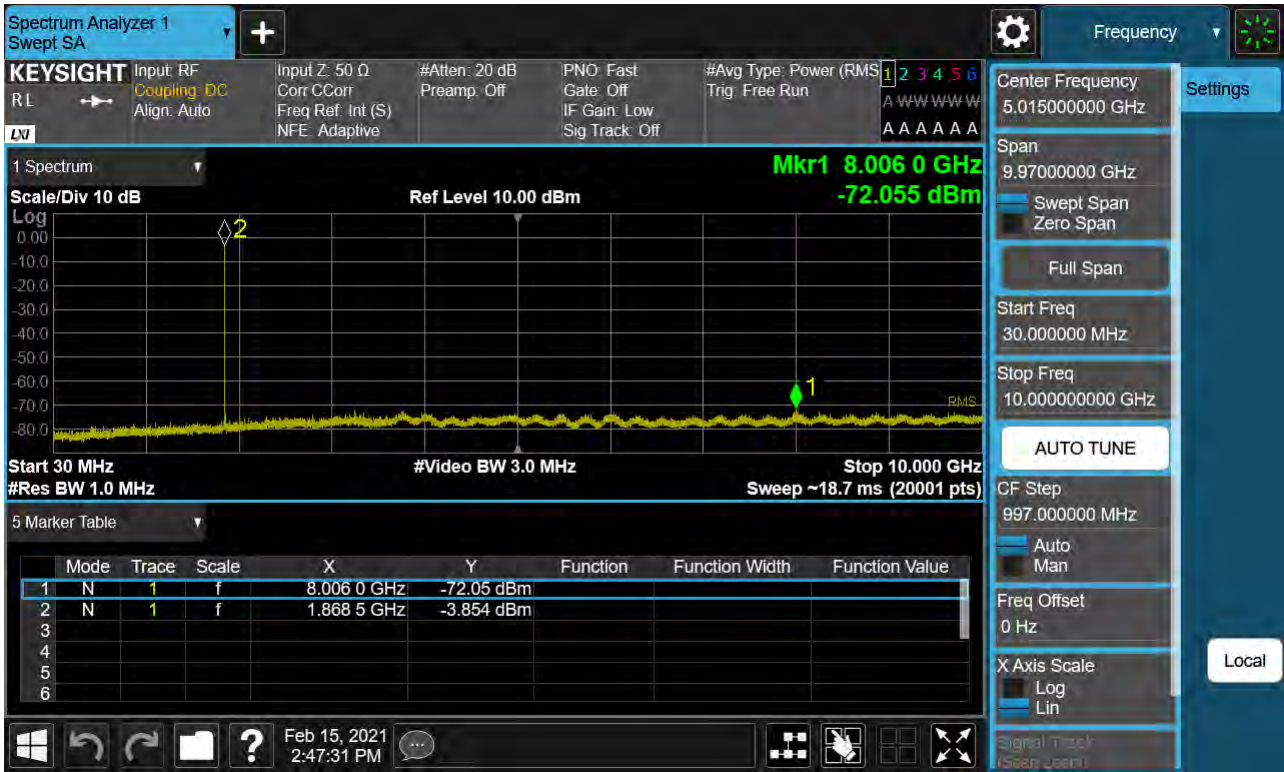 Spectrum Analyzer 1
Swept SA
+
Frequency
KEYSIGHT
RL
LXI
Input: RF
Coupling: DC
Align: Auto
Input Z: 50 Ω
Corr CCorr
Freq Ref: Int (S)
NFE: Adaptive
#Atten: 20 dB
Preamp: Off
PNO: Fast
Gate: Off
IF Gain: Low
Sig Track: Off
#Avg Type: Power (RMS
Trig: Free Run
1 2 3 4 5 6
A W W W W W
A A A A A A
1 Spectrum
Scale/Div 10 dB
Ref Level 10.00 dBm
Mkr1 8.006 0 GHz
-72.055 dBm
Log
0.00
-10.0
-20.0
-30.0
-40.0
-50.0
-60.0
-70.0
-80.0
2
1
RMS
Start 30 MHz
#Video BW 3.0 MHz
Stop 10.000 GHz
#Res BW 1.0 MHz
Sweep ~18.7 ms (20001 pts)
5 Marker Table
Mode Trace Scale X Y Function Function Width Function Value
1 N 1 f 8.006 0 GHz -72.05 dBm
2 N 1 f 1.868 5 GHz -3.854 dBm
3
4
5
6
Feb 15, 2021
2:47:31 PM
?
Center Frequency
5.015000000 GHz
Settings
Span
9.97000000 GHz
Swept Span
Zero Span
Full Span
Start Freq
30.000000 MHz
Stop Freq
10.000000000 GHz
AUTO TUNE
CF Step
997.000000 MHz
Auto
Man
Freq Offset
0 Hz
X Axis Scale
Log
Lin
Local
Signal Track
(Span Zoom)